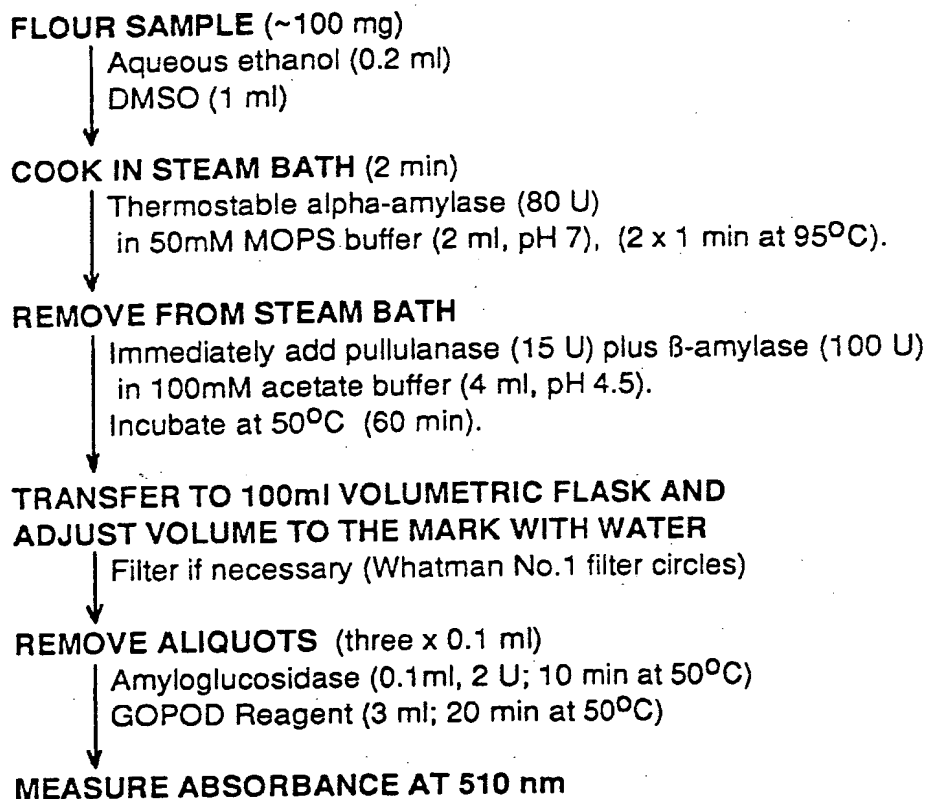 FLOUR SAMPLE (~100 mg)
Aqueous ethanol (0.2 ml)
DMSO (1 ml)
COOK IN STEAM BATH (2 min)
Thermostable alpha-amylase (80 U)
in 50mM MOPS buffer (2 ml, pH 7), (2 x 1 min at 95ºC).
REMOVE FROM STEAM BATH
Immediately add pullulanase (15 U) plus ß-amylase (100 U)
in 100mM acetate buffer (4 ml, pH 4.5).
Incubate at 50ºC (60 min).
TRANSFER TO 100ml VOLUMETRIC FLASK AND
ADJUST VOLUME TO THE MARK WITH WATER
Filter if necessary (Whatman No.1 filter circles)
REMOVE ALIQUOTS (three x 0.1 ml)
Amyloglucosidase (0.1ml, 2 U; 10 min at 50ºC)
GOPOD Reagent (3 ml; 20 min at 50ºC)
MEASURE ABSORBANCE AT 510 nm